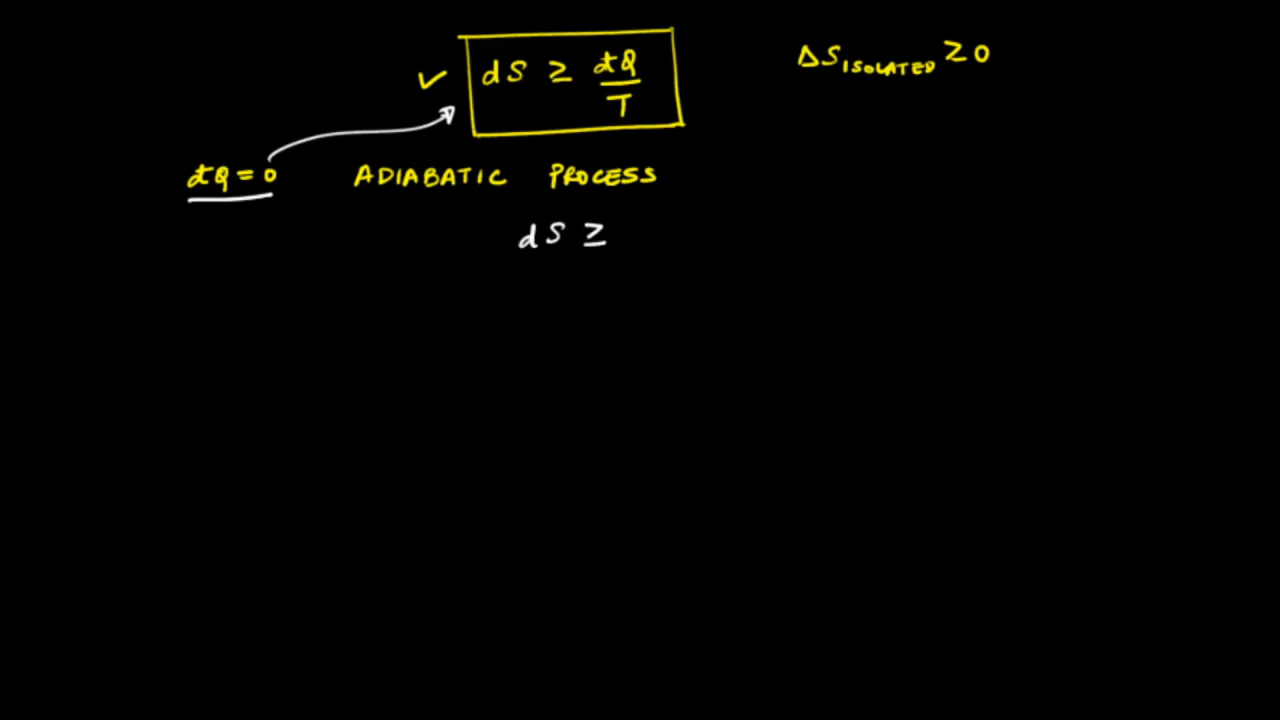 ✓ dS ≥ đQ/T
ΔS_ISOLATED ≥ 0
đQ = 0 ADIABATIC PROCESS
dS ≥